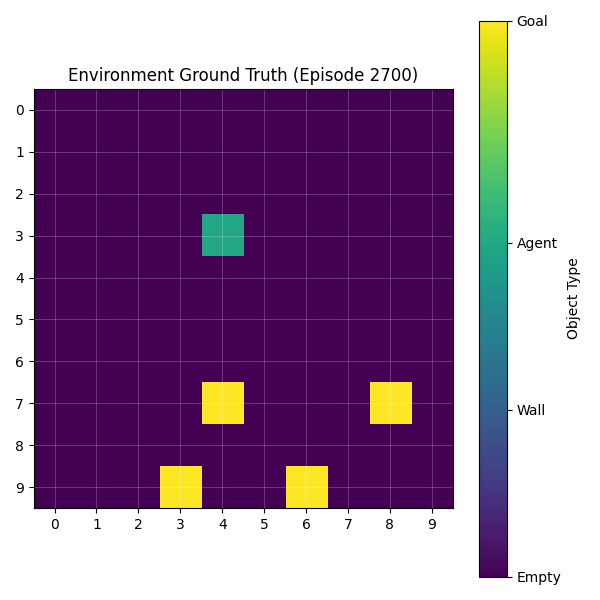 Environment Ground Truth (Episode 2700)
0
1
2
3
4
5
6
7
8
9
0 1 2 3 4 5 6 7 8 9
Goal
Agent
Wall
Empty
Object Type